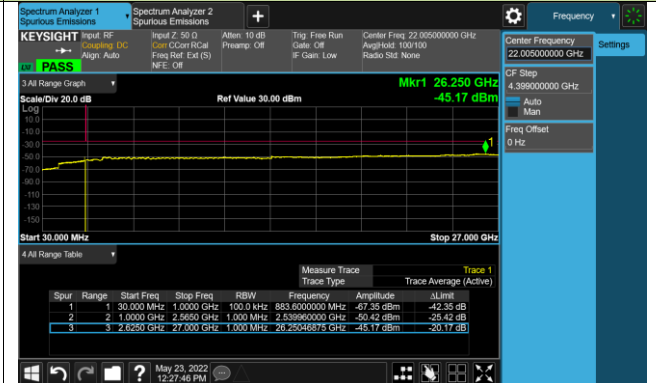 Spectrum Analyzer 1
Spurious Emissions
Spectrum Analyzer 2
Spurious Emissions
Frequency
KEYSIGHT
Input: RF
Coupling: DC
Align: Auto
Input Z: 50 Ω
Corr CCorr RCal
Freq Ref: Ext (S)
NFE: Off
Atten: 10 dB
Preamp: Off
Trig: Free Run
Gate: Off
IF Gain: Low
Center Freq: 22.005000000 GHz
Avg|Hold: 100/100
Radio Std: None
PASS
Center Frequency
22.005000000 GHz
Settings
CF Step
4.399000000 GHz
Auto
Man
Freq Offset
0 Hz
3 All Range Graph
Mkr1 26.250 GHz
Scale/Div 20.0 dB
Ref Value 30.00 dBm
-45.17 dBm
Log
10.0
-10.0
-30.0
-50.0
-70.0
-90.0
-110
-130
-150
1
Start 30.000 MHz
Stop 27.000 GHz
4 All Range Table
Measure Trace Trace 1
Trace Type Trace Average (Active)
Spur Range Start Freq Stop Freq RBW Frequency Amplitude ΔLimit
1 1 30.000 MHz 1.0000 GHz 100.0 kHz 883.6000000 MHz -67.35 dBm -42.35 dB
2 2 1.0000 GHz 2.5650 GHz 1.000 MHz 2.539960000 GHz -50.42 dBm -25.42 dB
3 3 2.6250 GHz 27.000 GHz 1.000 MHz 26.25046875 GHz -45.17 dBm -20.17 dB
May 23, 2022
12:27:46 PM